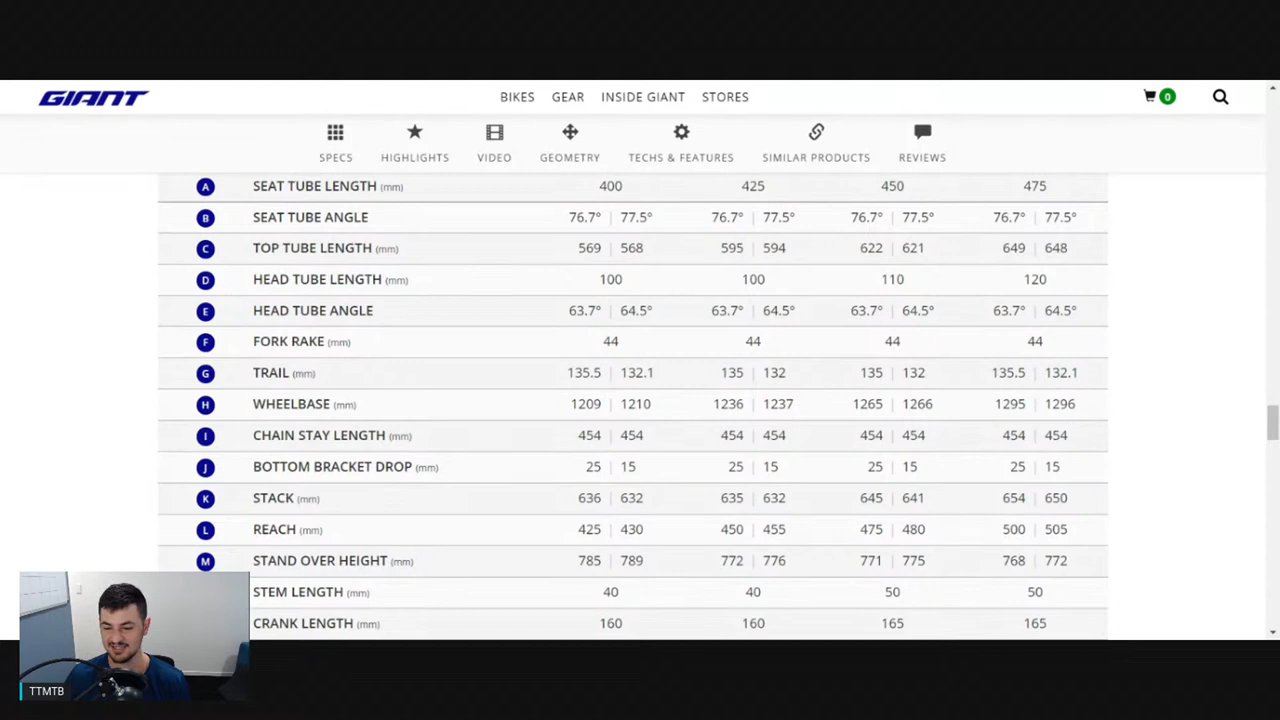 GIANT
BIKES GEAR INSIDE GIANT STORES
0
SPECS HIGHLIGHTS VIDEO GEOMETRY TECHS & FEATURES SIMILAR PRODUCTS REVIEWS
A SEAT TUBE LENGTH (mm) 400 425 450 475
B SEAT TUBE ANGLE 76.7° | 77.5° 76.7° | 77.5° 76.7° | 77.5° 76.7° | 77.5°
C TOP TUBE LENGTH (mm) 569 | 568 595 | 594 622 | 621 649 | 648
D HEAD TUBE LENGTH (mm) 100 100 110 120
E HEAD TUBE ANGLE 63.7° | 64.5° 63.7° | 64.5° 63.7° | 64.5° 63.7° | 64.5°
F FORK RAKE (mm) 44 44 44 44
G TRAIL (mm) 135.5 | 132.1 135 | 132 135 | 132 135.5 | 132.1
H WHEELBASE (mm) 1209 | 1210 1236 | 1237 1265 | 1266 1295 | 1296
I CHAIN STAY LENGTH (mm) 454 | 454 454 | 454 454 | 454 454 | 454
J BOTTOM BRACKET DROP (mm) 25 | 15 25 | 15 25 | 15 25 | 15
K STACK (mm) 636 | 632 635 | 632 645 | 641 654 | 650
L REACH (mm) 425 | 430 450 | 455 475 | 480 500 | 505
M STAND OVER HEIGHT (mm) 785 | 789 772 | 776 771 | 775 768 | 772
STEM LENGTH (mm) 40 40 50 50
CRANK LENGTH (mm) 160 160 165 165
TTMTB